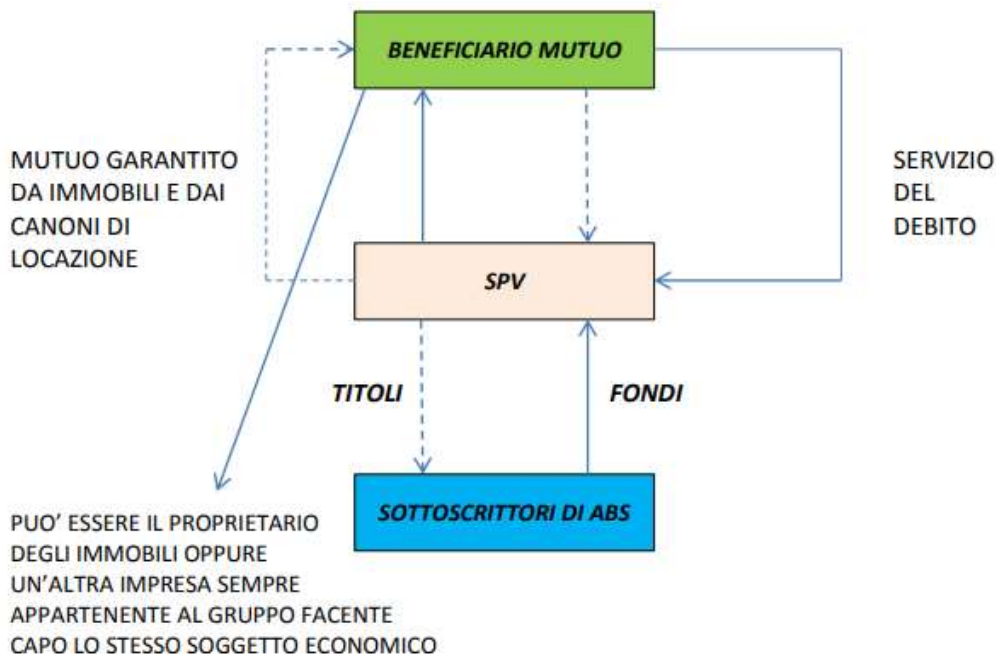 BENEFICIARIO MUTUO
MUTUO GARANTITO
DA IMMOBILI E DAI
CANONI DI
LOCAZIONE
SERVIZIO
DEL
DEBITO
SPV
TITOLI
FONDI
SOTTOSCRITTORI DI ABS
PUO’ ESSERE IL PROPRIETARIO
DEGLI IMMOBILI OPPURE
UN’ALTRA IMPRESA SEMPRE
APPARTENENTE AL GRUPPO FACENTE
CAPO LO STESSO SOGGETTO ECONOMICO